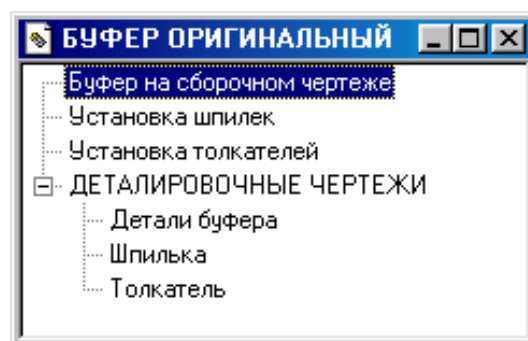 БУФЕР ОРИГИНАЛЬНЫЙ
Буфер на сборочном чертеже
Установка шпилек
Установка толкателей
ДЕТАЛИРОВОЧНЫЕ ЧЕРТЕЖИ
Детали буфера
Шпилька
Толкатель